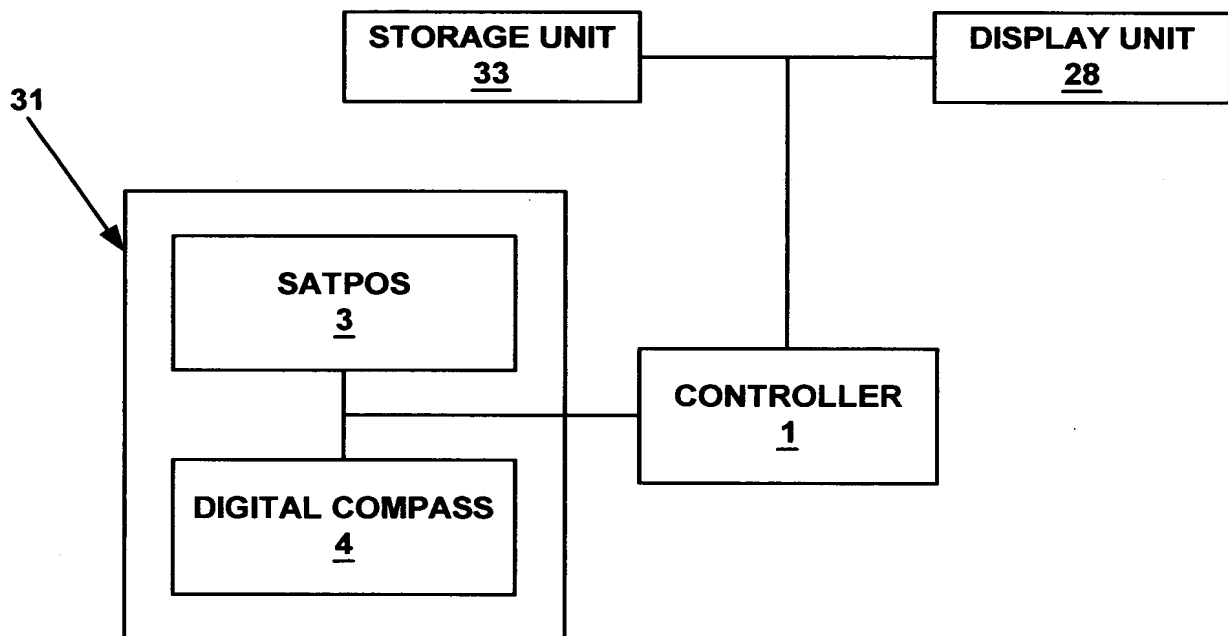 STORAGE UNIT
33
DISPLAY UNIT
28
31
SATPOS
3
CONTROLLER
1
DIGITAL COMPASS
4